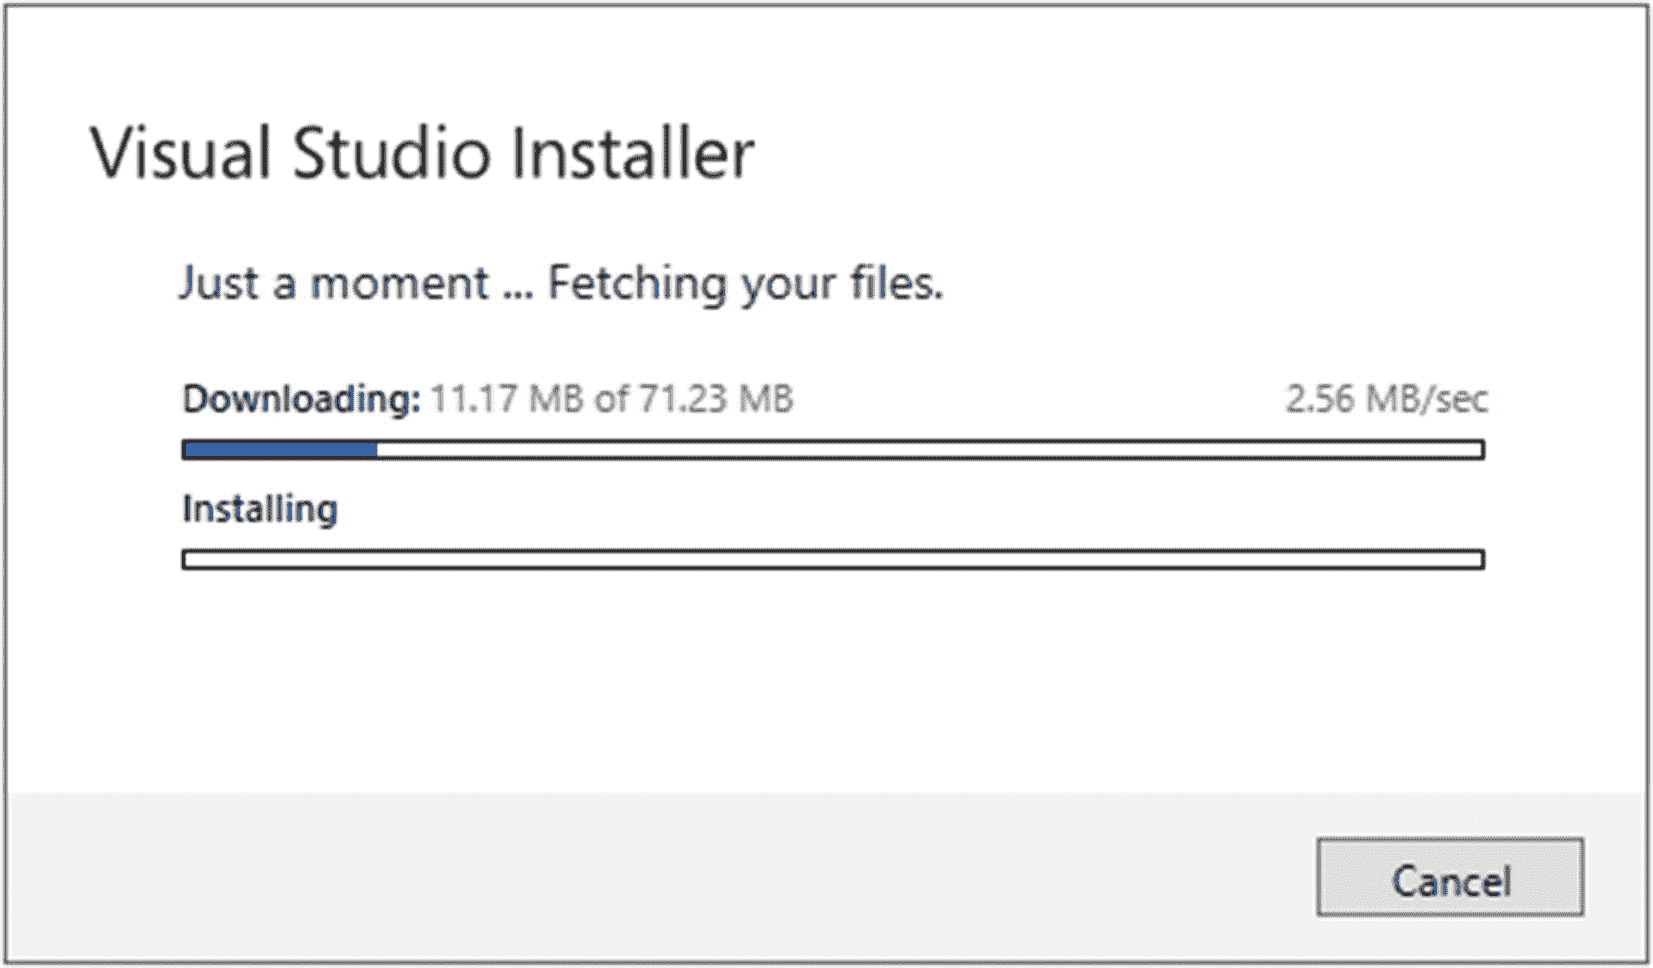 Visual Studio Installer
Just a moment ... Fetching your files.
Downloading: 11.17 MB of 71.23 MB 2.56 MB/sec
Installing
Cancel